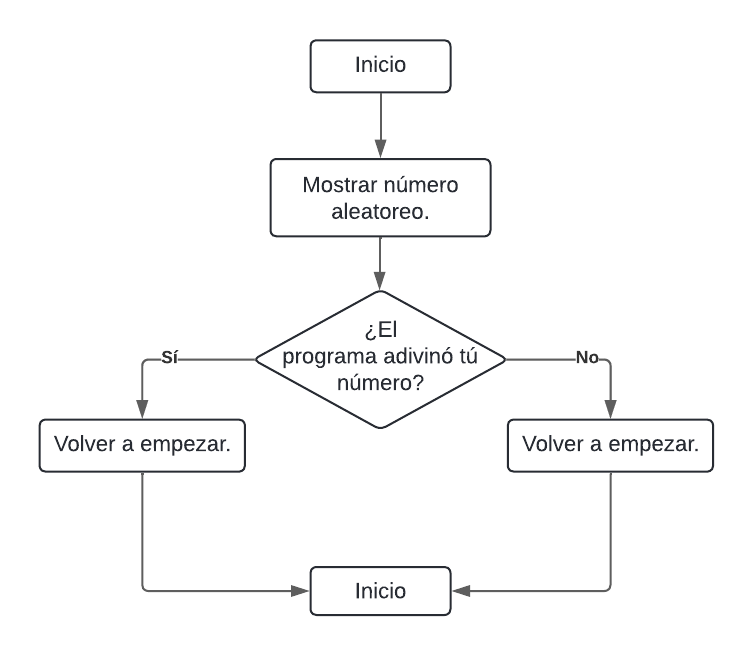 Inicio
Mostrar número
aleatoreo.
¿El
programa adivinó tú
número?
Sí
No
Volver a empezar.
Volver a empezar.
Inicio